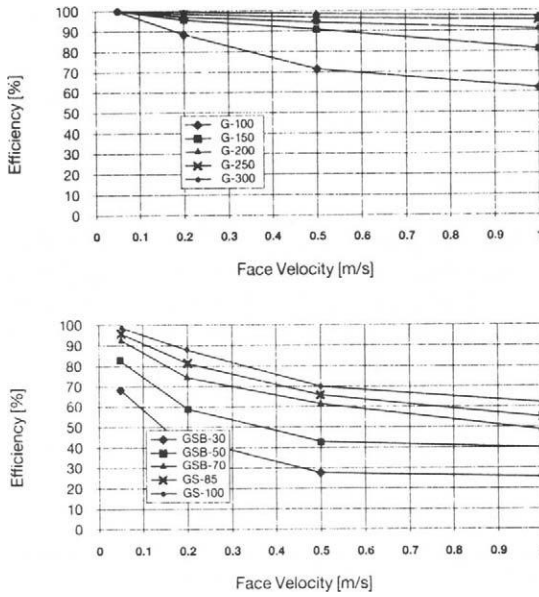 100
90
80
70
60
50
40
30
20
10
0
Efficiency [%]
G-100
G-150
G-200
G-250
G-300
0 0.1 0.2 0.3 0.4 0.5 0.6 0.7 0.8 0.9 1
Face Velocity [m/s]
100
90
80
70
60
50
40
30
20
10
0
Efficiency [%]
GSB-30
GSB-50
GSB-70
GS-85
GS-100
0 0.1 0.2 0.3 0.4 0.5 0.6 0.7 0.8 0.9
Face Velocity [m/s]